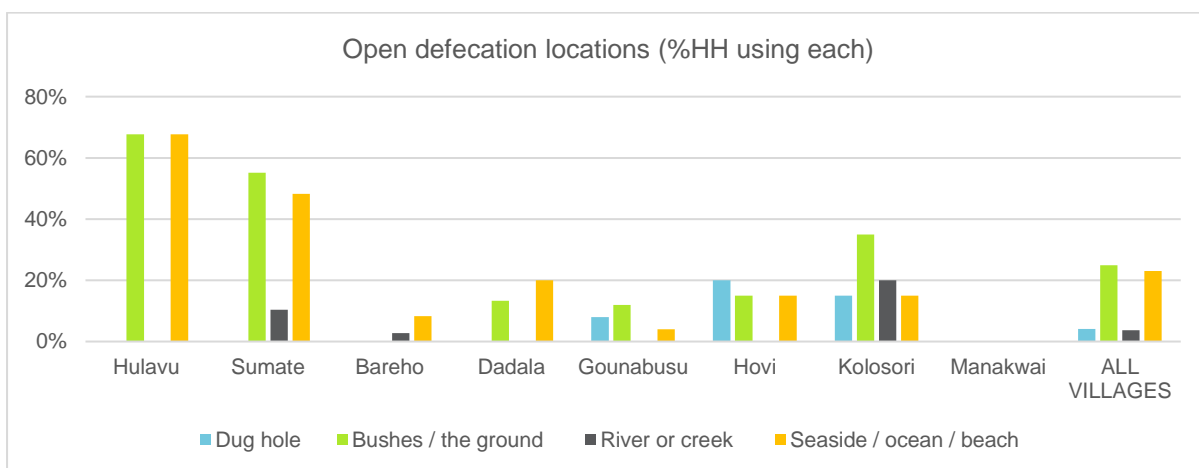 Open defecation locations (%HH using each)
80%
60%
40%
20%
0%
Hulavu
Sumate
Bareho
Dadala
Gounabusu
Hovi
Kolosori
Manakwai
ALL
VILLAGES
Dug hole
Bushes / the ground
River or creek
Seaside / ocean / beach